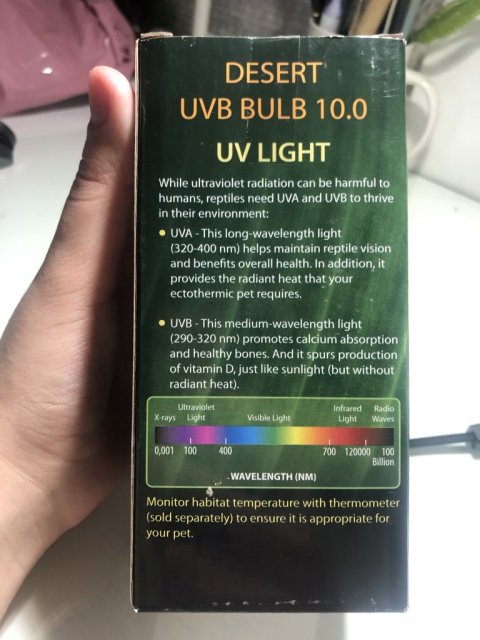 DESERT
UVB BULB 10.0
UV LIGHT
While ultraviolet radiation can be harmful to
humans, reptiles need UVA and UVB to thrive
in their environment:
• UVA - This long-wavelength light
(320-400 nm) helps maintain reptile vision
and benefits overall health. In addition, it
provides the radiant heat that your
ectothermic pet requires.
• UVB - This medium-wavelength light
(290-320 nm) promotes calcium absorption
and healthy bones. And it spurs production
of vitamin D, just like sunlight (but without
radiant heat).
Ultraviolet Infrared Radio
X-rays Light Visible Light Light Waves
0,001 100 400 700 120000 100
Billion
WAVELENGTH (NM)
Monitor habitat temperature with thermometer
(sold separately) to ensure it is appropriate for
your pet.